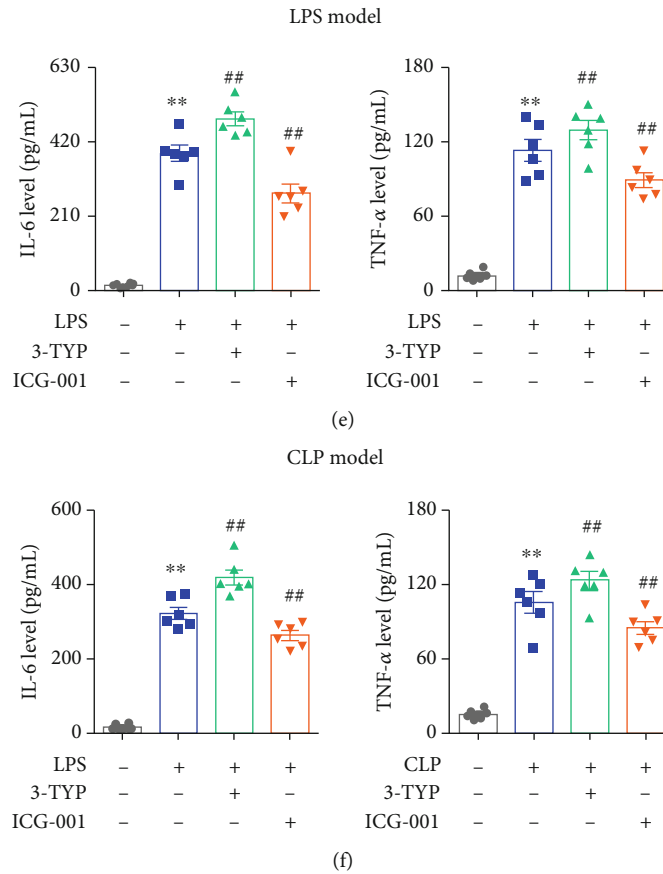 LPS model
630
420
210
0
IL-6 level (pg/mL)
**
##
##
LPS – + + +
3-TYP – – + –
ICG-001 – – – +
180
120
60
0
TNF-α level (pg/mL)
**
##
##
LPS – + + +
3-TYP – – + –
ICG-001 – – – +
(e)
CLP model
600
400
200
0
IL-6 level (pg/mL)
**
##
##
LPS – + + +
3-TYP – – + –
ICG-001 – – – +
180
120
60
0
TNF-α level (pg/mL)
**
##
##
CLP – + + +
3-TYP – – + –
ICG-001 – – – +
(f)